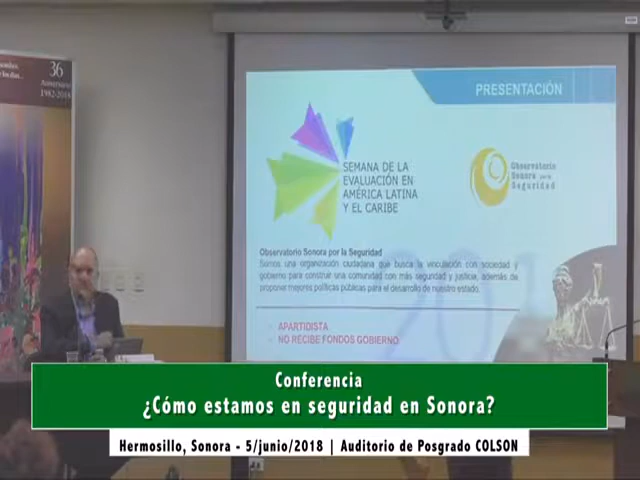 36
Aniversario
1982-2018
PRESENTACIÓN
SEMANA DE LA
EVALUACIÓN EN
AMÉRICA LATINA
Y EL CARIBE
Observatorio
Sonora por la
Seguridad
Observatorio Sonora por la Seguridad
Somos una organización ciudadana que busca la vinculación con sociedad y
gobierno para construir una comunidad con más seguridad y justicia, además de
proponer mejores políticas públicas para el desarrollo de nuestro estado.
APARTIDISTA
NO RECIBE FONDOS GOBIERNO
Conferencia
¿Cómo estamos en seguridad en Sonora?
Hermosillo, Sonora - 5/junio/2018 | Auditorio de Posgrado COLSON